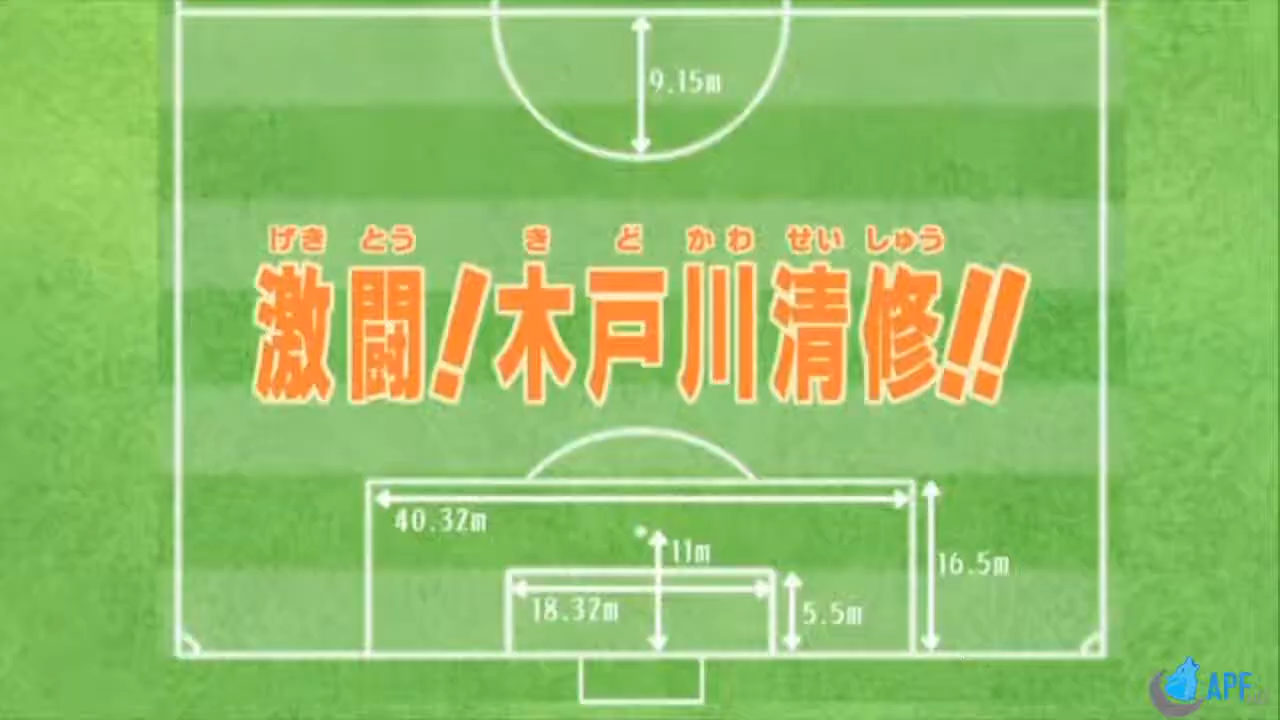 9.15m
げき とう き ど かわ せい しゅう
激闘!木戸川清修!!
40.32m
11m
16.5m
18.32m
5.5m
APF